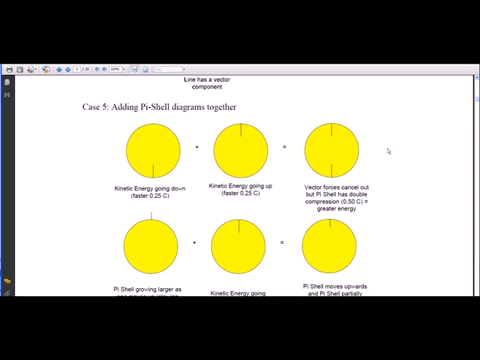 Line has a vector
component
Case 5: Adding Pi-Shell diagrams together
+
=
Kinetic Energy going down
(faster 0.25 C)
Kinetic Energy going up
(faster 0.25 C)
Vector forces cancel out
but Pi Shell has double
compression (0.50 C) =
greater energy
+
=
Pi Shell growing larger as
Kinetic Energy going
Pi Shell moves upwards
and Pi Shell partially